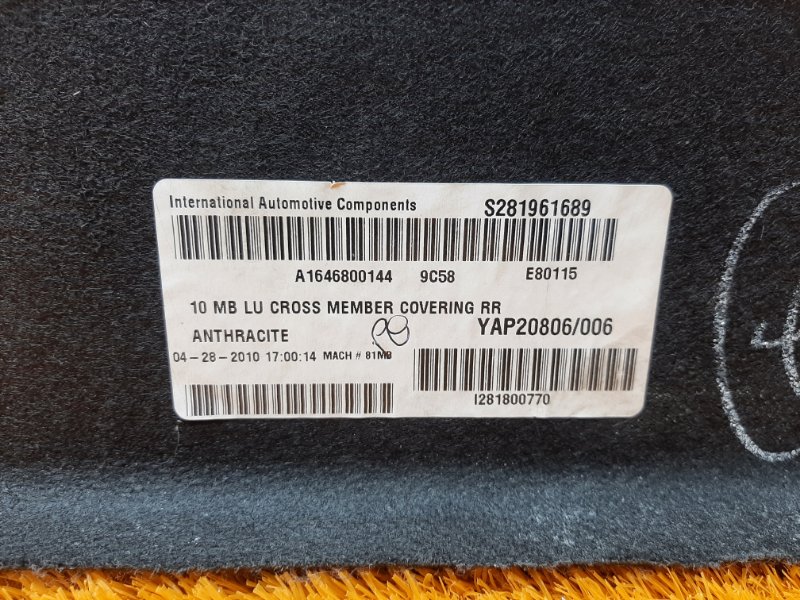 International Automotive Components S281961689
A1646800144 9C58 E80115
10 MB LU CROSS MEMBER COVERING RR
ANTHRACITE YAP20806/006
04-28-2010 17:00:14 MACH # 81MB
I281800770